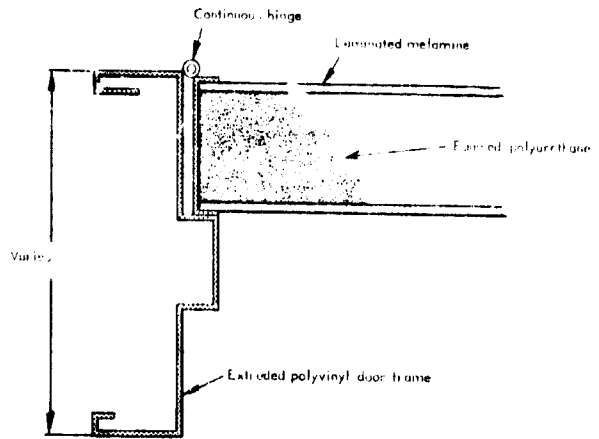 Continuous hinge
Laminated melamine
Foamed polyurethane
Varies
Extruded polyvinyl door frame